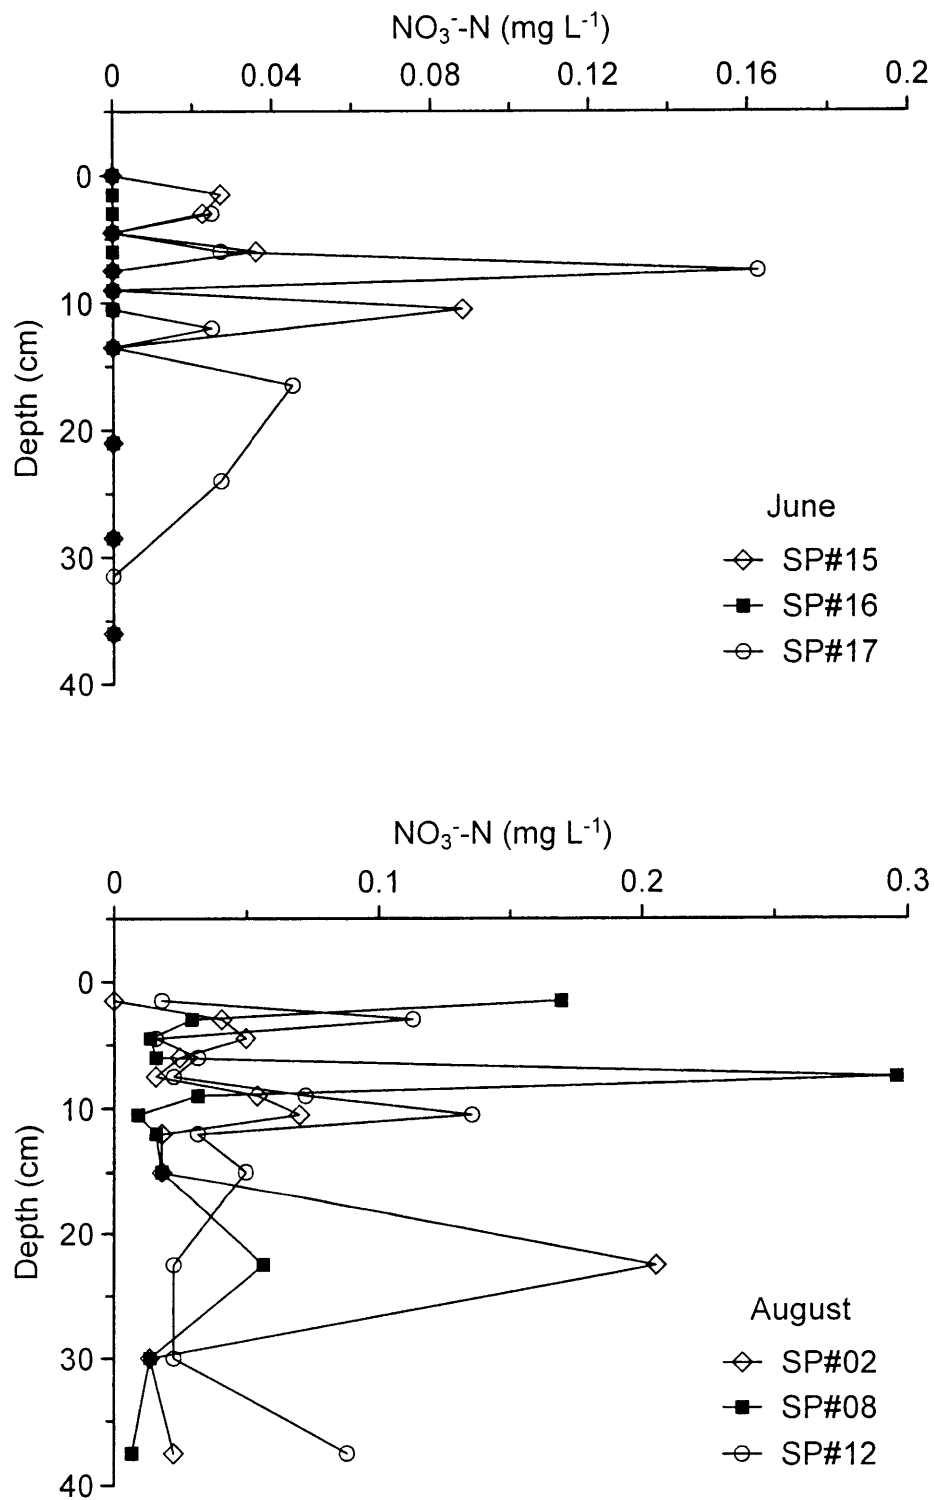 NO₃⁻-N (mg L⁻¹)
0 0.04 0.08 0.12 0.16 0.2
0
10
20
30
40
Depth (cm)
June
SP#15
SP#16
SP#17
NO₃⁻-N (mg L⁻¹)
0 0.1 0.2 0.3
0
10
20
30
40
Depth (cm)
August
SP#02
SP#08
SP#12